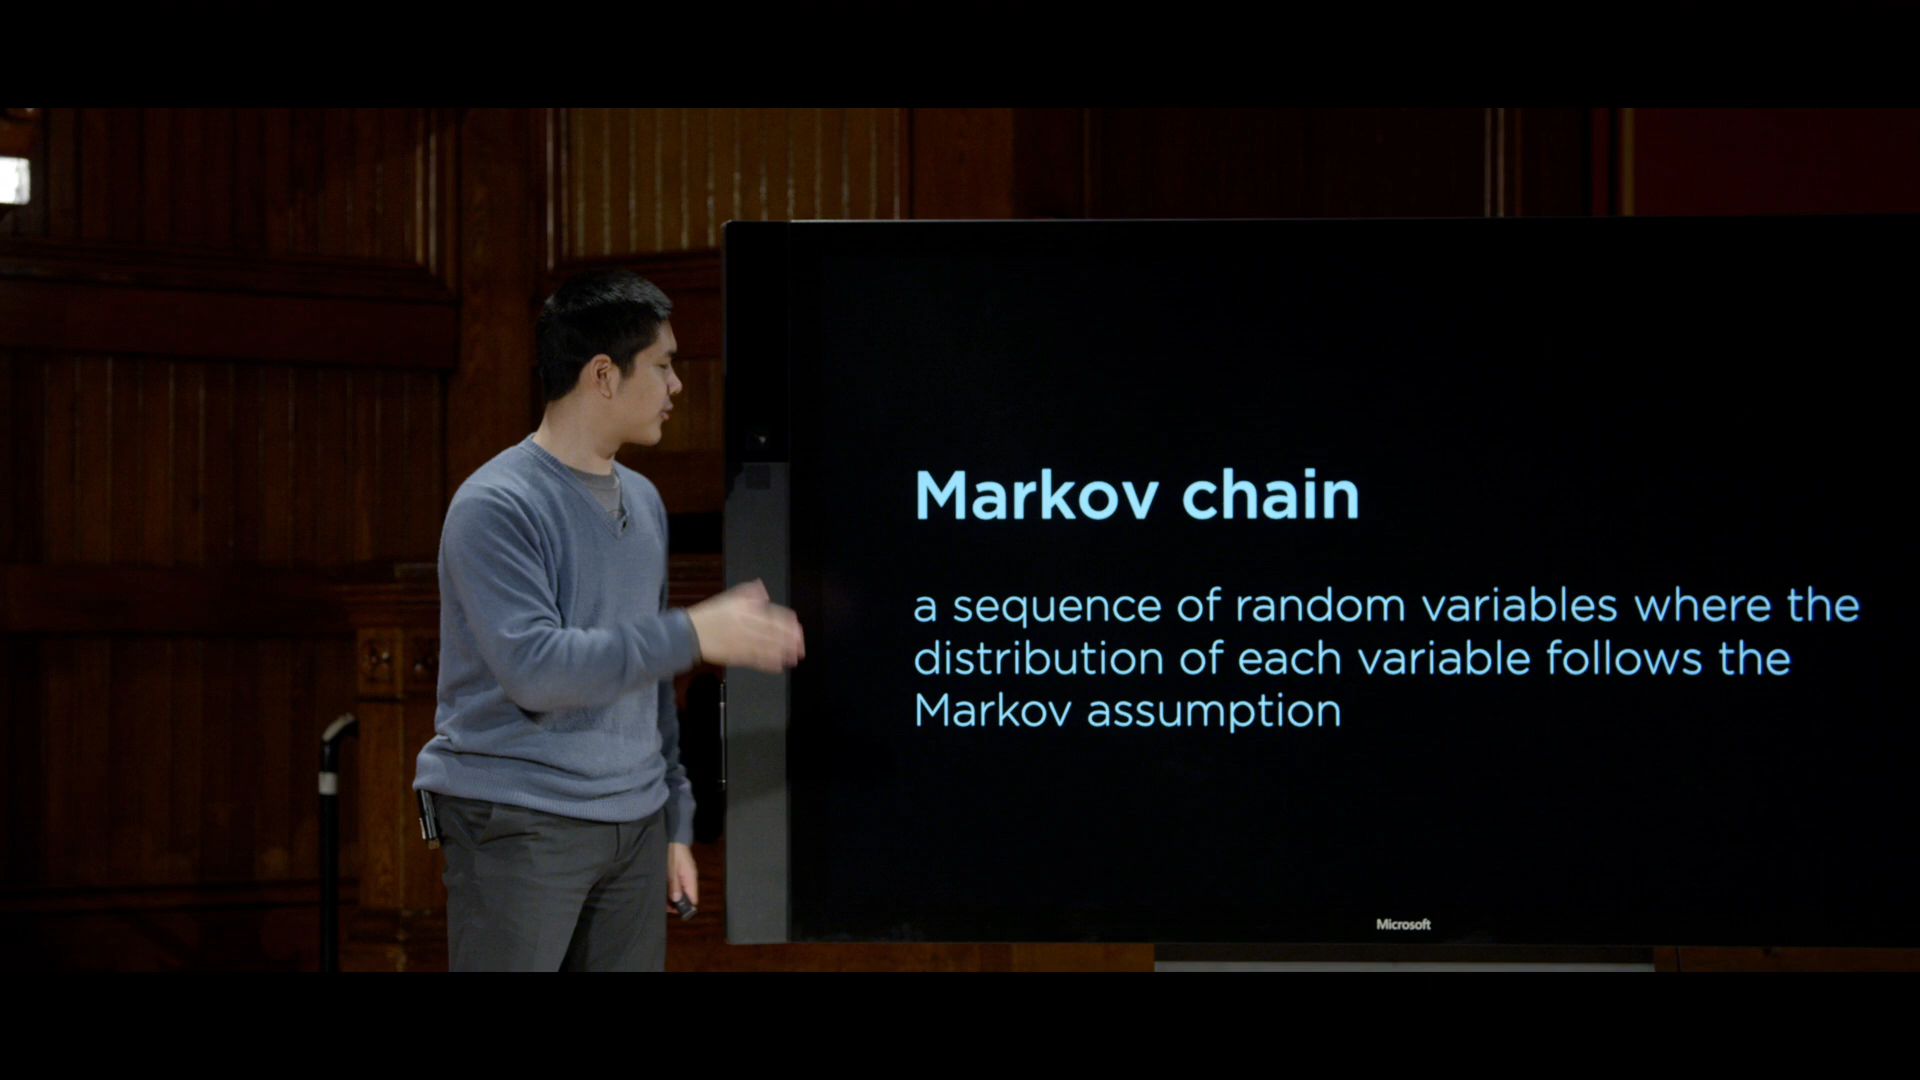 Markov chain
a sequence of random variables where the
distribution of each variable follows the
Markov assumption
Microsoft